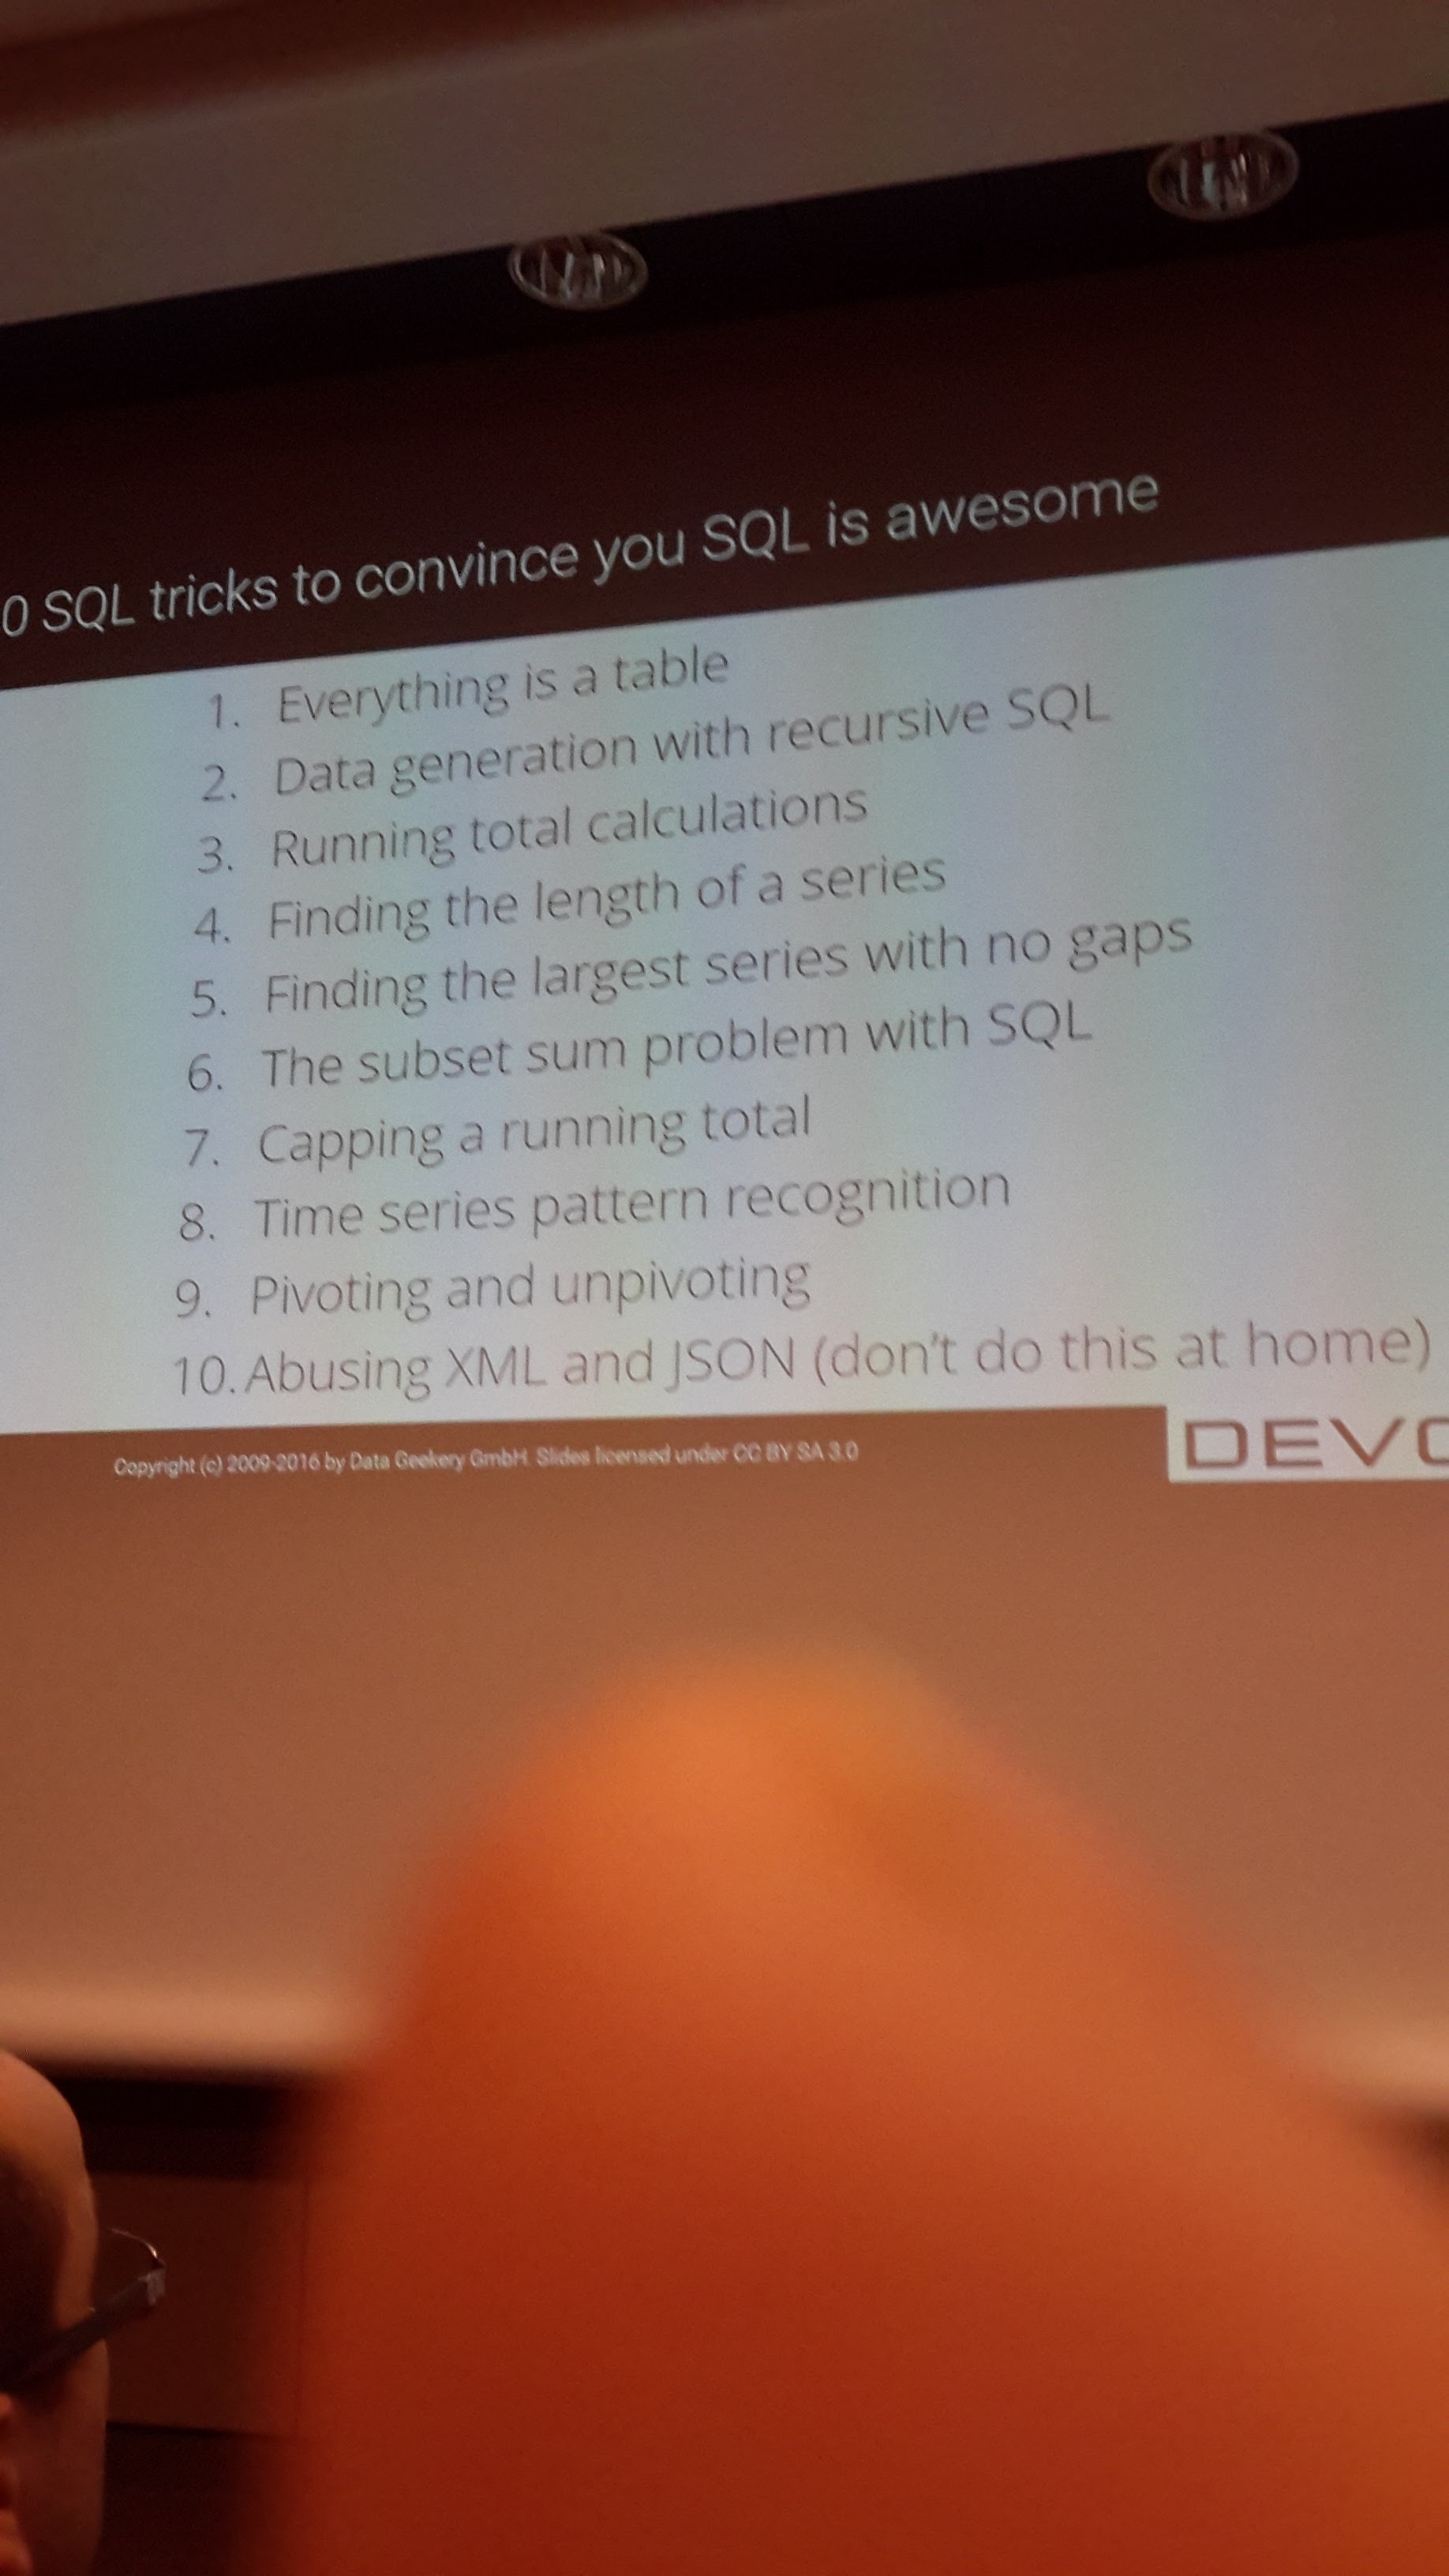 0 SQL tricks to convince you SQL is awesome
1. Everything is a table
2. Data generation with recursive SQL
3. Running total calculations
4. Finding the length of a series
5. Finding the largest series with no gaps
6. The subset sum problem with SQL
7. Capping a running total
8. Time series pattern recognition
9. Pivoting and unpivoting
10. Abusing XML and JSON (don't do this at home)
Copyright (c) 2009-2016 by Data Geekery GmbH. Slides licensed under CC BY SA 3.0
DEVO